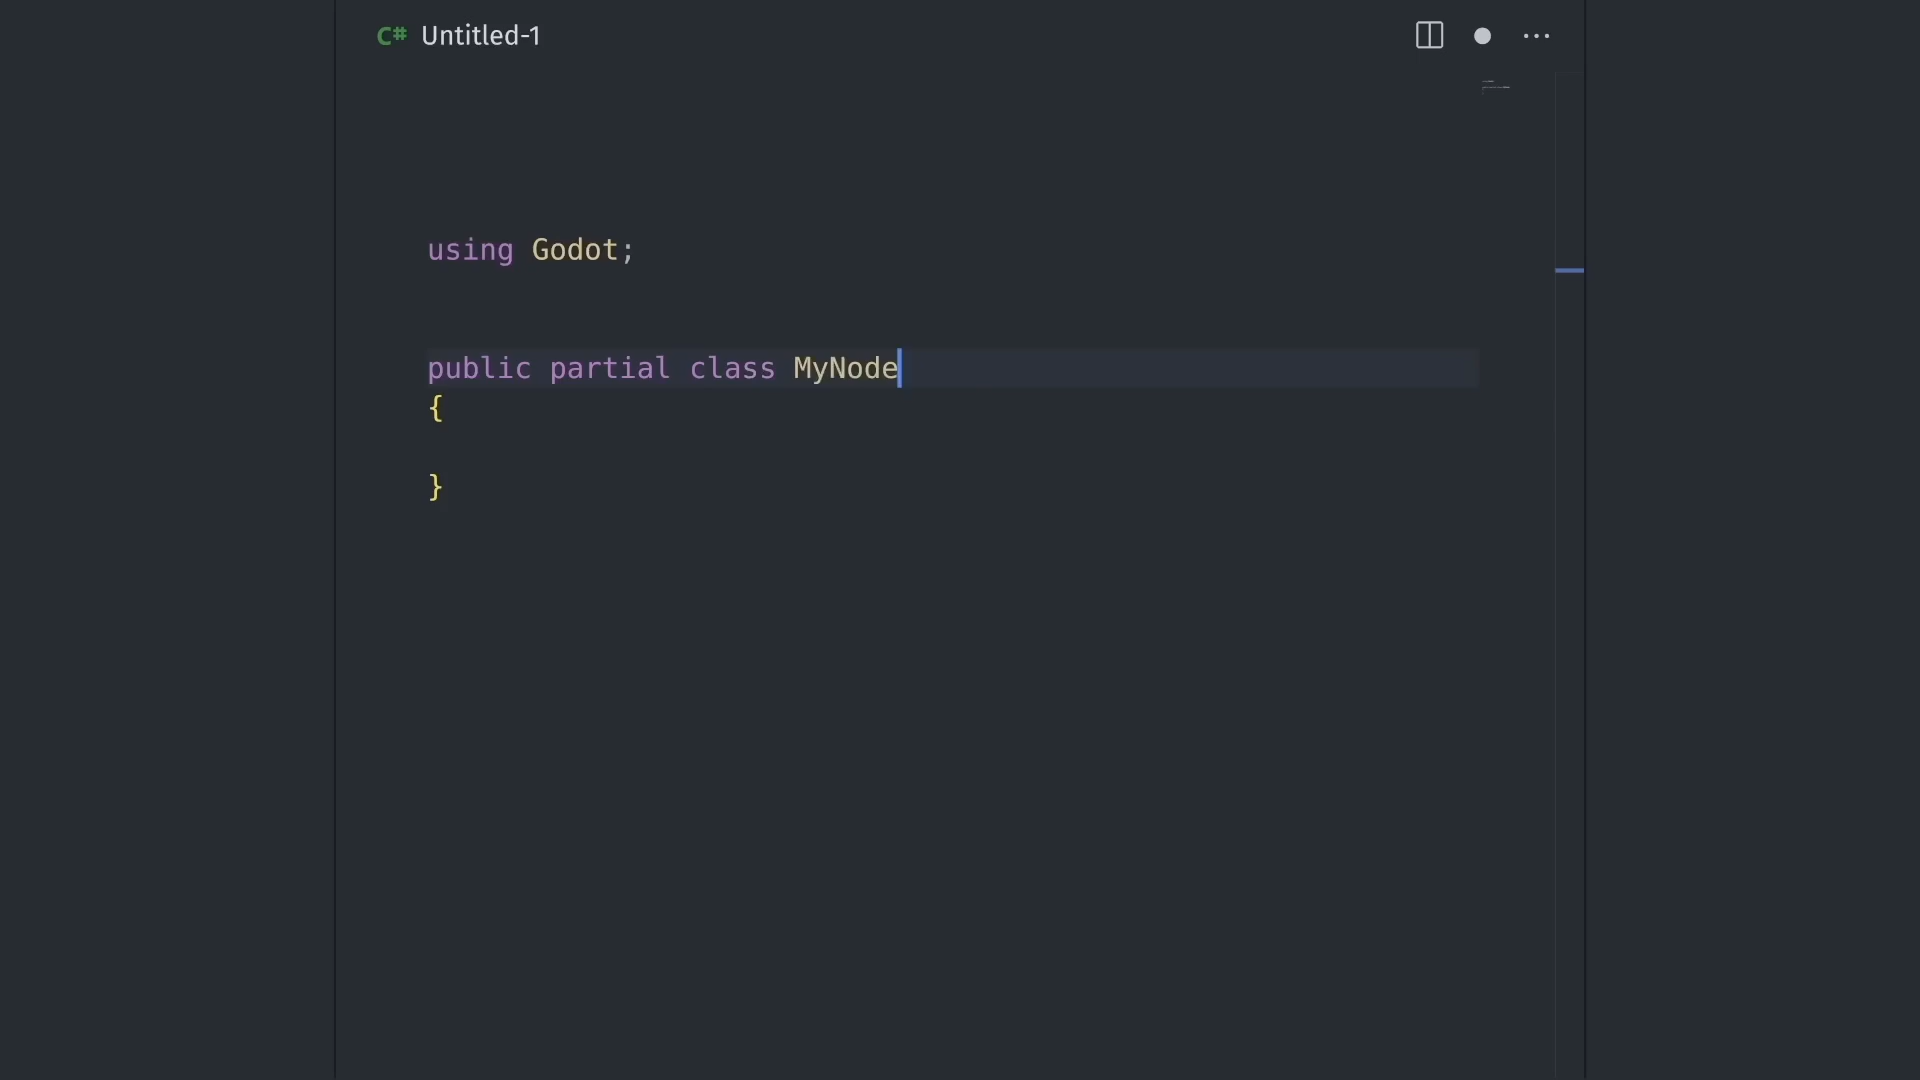 C# Untitled-1
using Godot;
public partial class MyNode
{
}